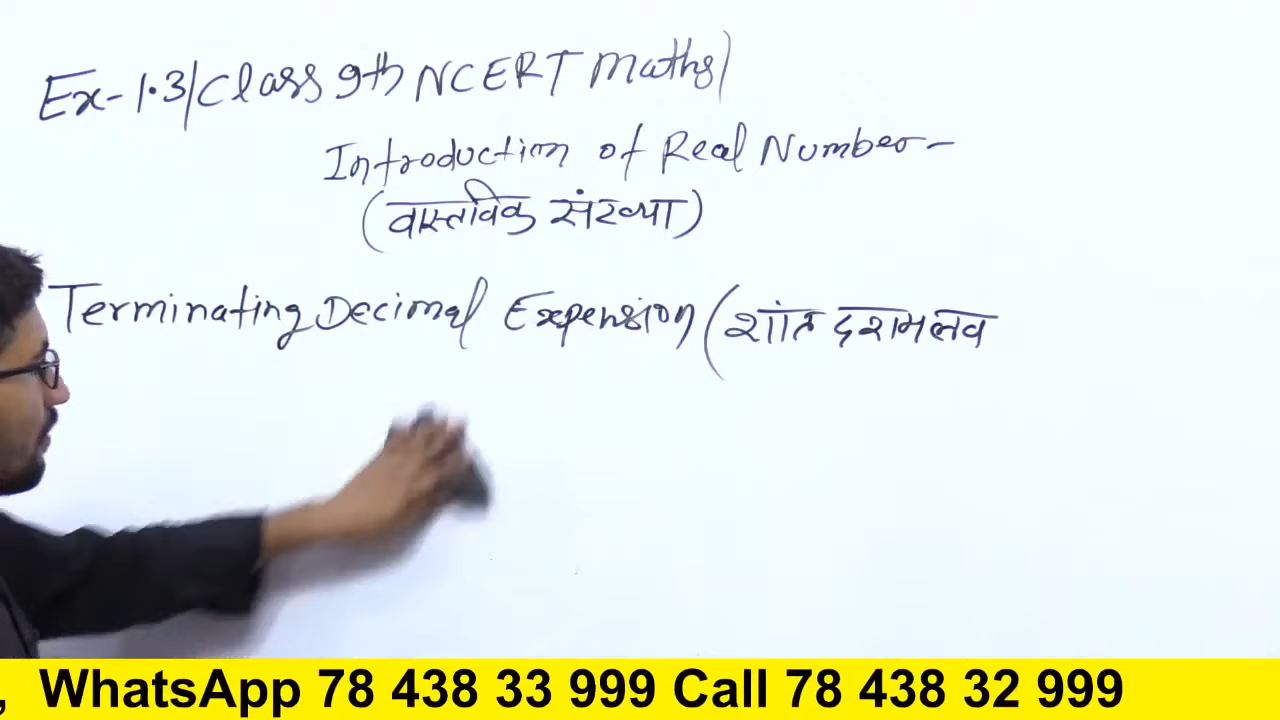 Ex-1.3/Class 9th NCERT Maths/
Introduction of Real Number-
(वास्तविक संख्या)
Terminating Decimal Expension (शांत दशमलव
, WhatsApp 78 438 33 999 Call 78 438 32 999